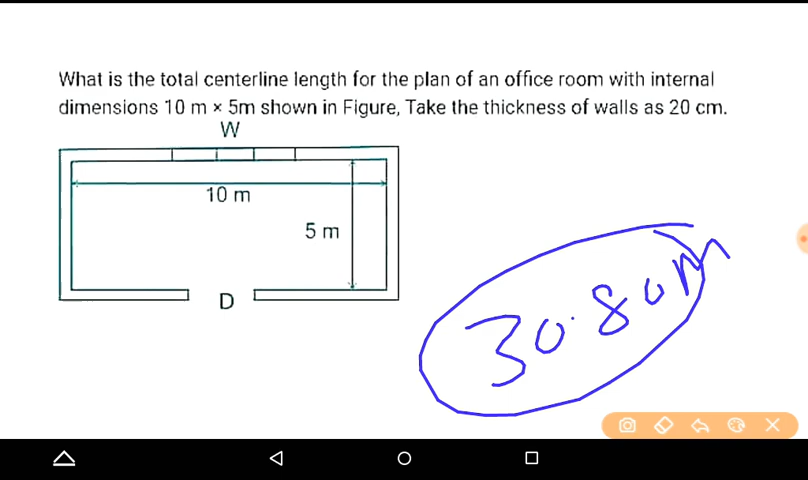 What is the total centerline length for the plan of an office room with internal
dimensions 10 m × 5m shown in Figure, Take the thickness of walls as 20 cm.
W
10 m
5 m
D
30.80m